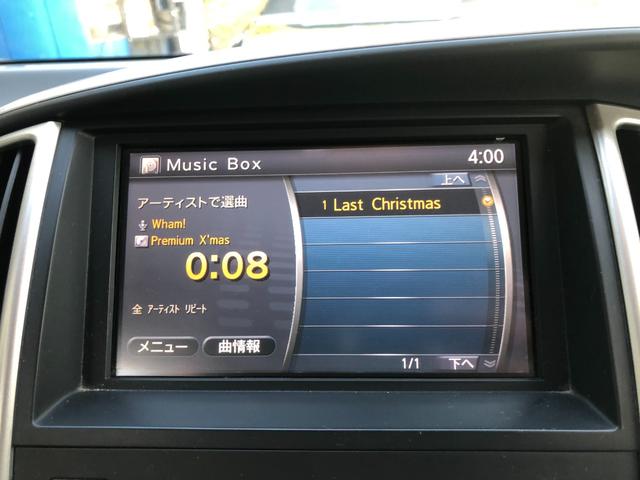 Music Box
4:00
アーティストで選曲
Wham!
Premium X'mas
0:08
全 アーティスト リピート
メニュー
曲情報
上へ
1 Last Christmas
1/1
下へ